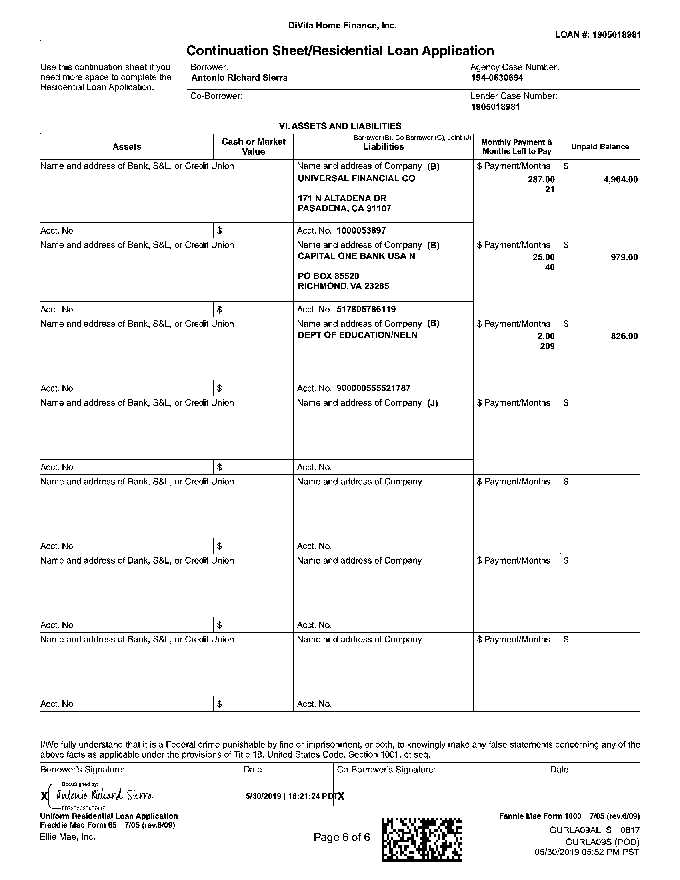 DiVita Home Finance, Inc.
LOAN #: 1905018981
Continuation Sheet/Residential Loan Application
Use this continuation sheet if you
need more space to complete the
Residential Loan Application.
Borrower:
Antonio Richard Sierra
Agency Case Number:
194-0630894
Co-Borrower:
Lender Case Number:
1905018981
VI. ASSETS AND LIABILITIES
Borrower (B), Co-Borrower (C), Joint (J)
Assets
Cash or Market
Value
Liabilities
Monthly Payment &
Months Left to Pay
Unpaid Balance
Name and address of Bank, S&L, or Credit Union
Name and address of Company (B)
$ Payment/Months
$
UNIVERSAL FINANCIAL CO
287.00
4,964.00
21
171 N ALTADENA DR
PASADENA, CA 91107
Acct. No
$
Acct. No. 1000053897
Name and address of Bank, S&L, or Credit Union
Name and address of Company (B)
$ Payment/Months
$
CAPITAL ONE BANK USA N
25.00
979.00
40
PO BOX 85520
RICHMOND, VA 23285
Acct. No
$
Acct. No. 517805786119
Name and address of Bank, S&L, or Credit Union
Name and address of Company (B)
$ Payment/Months
$
DEPT OF EDUCATION/NELN
2.00
826.00
209
Acct. No
$
Acct. No. 900000555521787
Name and address of Bank, S&L, or Credit Union
Name and address of Company (J)
$ Payment/Months
$
Acct. No
$
Acct. No.
Name and address of Bank, S&L, or Credit Union
Name and address of Company
$ Payment/Months
$
Acct. No
$
Acct. No.
Name and address of Bank, S&L, or Credit Union
Name and address of Company
$ Payment/Months
$
Acct. No
$
Acct. No.
Name and address of Bank, S&L, or Credit Union
Name and address of Company
$ Payment/Months
$
Acct. No
$
Acct. No.
I/We fully understand that it is a Federal crime punishable by fine or imprisonment, or both, to knowingly make any false statements concerning any of the
above facts as applicable under the provisions of Title 18, United States Code, Section 1001, et seq.
Borrower's Signature:
Date
Co-Borrower's Signature:
Date
DocuSigned by:
X Antonio Richard Sierra
5/30/2019 | 18:21:24 PDT
X
Uniform Residential Loan Application
Freddie Mac Form 65 7/05 (rev.6/09)
Fannie Mae Form 1003 7/05 (rev.6/09)
Ellie Mae, Inc.
Page 6 of 6
GURLA09AL S 0817
GURLA09S (POD)
05/30/2019 05:52 PM PST